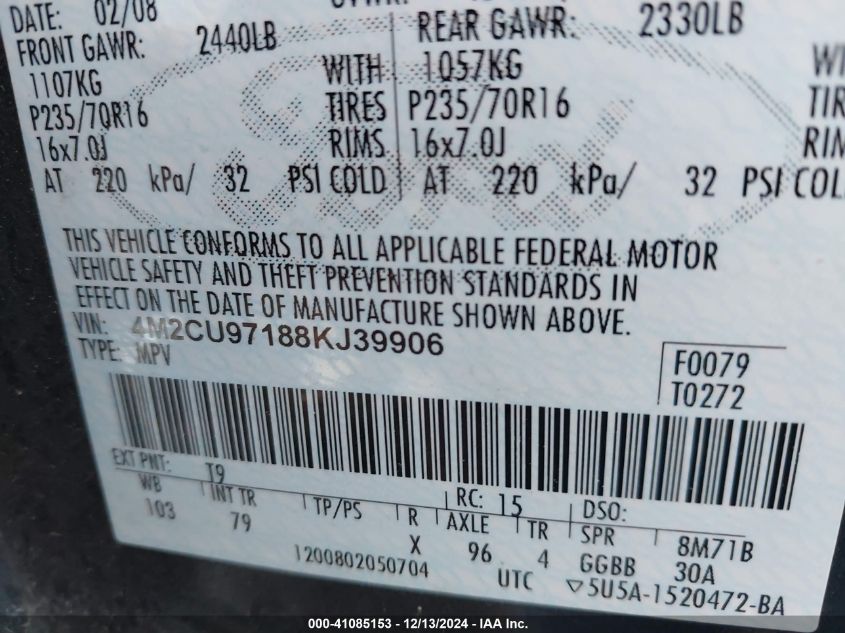 DATE: 02/08
FRONT GAWR: 2440LB REAR GAWR: 2330LB
1107KG WITH 1057KG
P235/70R16 TIRES P235/70R16
16x7.0J RIMS 16x7.0J
AT 220 kPa/ 32 PSI COLD AT 220 kPa/ 32 PSI COL
THIS VEHICLE CONFORMS TO ALL APPLICABLE FEDERAL MOTOR
VEHICLE SAFETY AND THEFT PREVENTION STANDARDS IN
EFFECT ON THE DATE OF MANUFACTURE SHOWN ABOVE.
VIN: 4M2CU97188KJ39906
TYPE: MPV
F0079
T0272
EXT PNT: T9 RC: 15 DSO:
WB INT TR TP/PS R AXLE TR SPR 8M71B
103 79 X 96 4 GGBB 30A
1200802050704 UTC ▽5U5A-1520472-BA
000-41085153 - 12/13/2024 - IAA Inc.